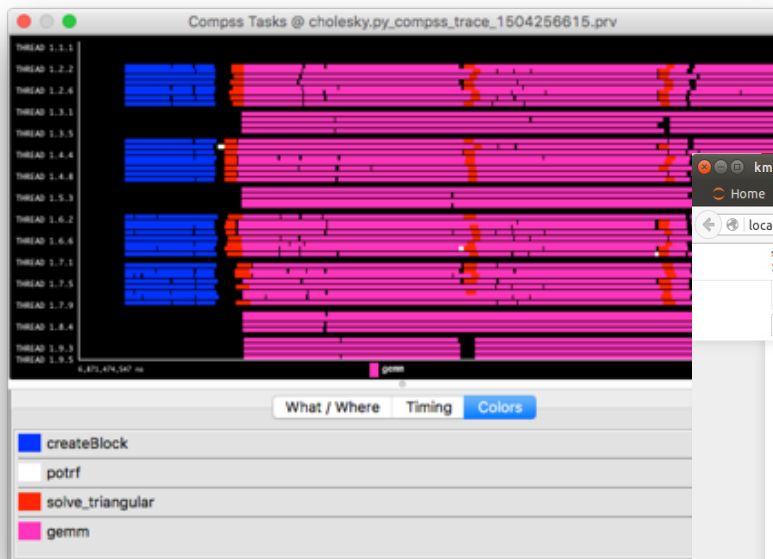 Compss Tasks @ cholesky.py_compss_trace_1504256615.prv
THREAD 1.1.1
THREAD 1.2.2
THREAD 1.2.6
THREAD 1.3.1
THREAD 1.3.5
THREAD 1.4.4
THREAD 1.4.8
THREAD 1.5.3
THREAD 1.6.2
THREAD 1.6.6
THREAD 1.7.1
THREAD 1.7.5
THREAD 1.7.9
THREAD 1.8.4
THREAD 1.9.3
THREAD 1.9.5
6,871,474,547 ns
gemm
km
Home
loca
What / Where
Timing
Colors
createBlock
potrf
solve_triangular
gemm